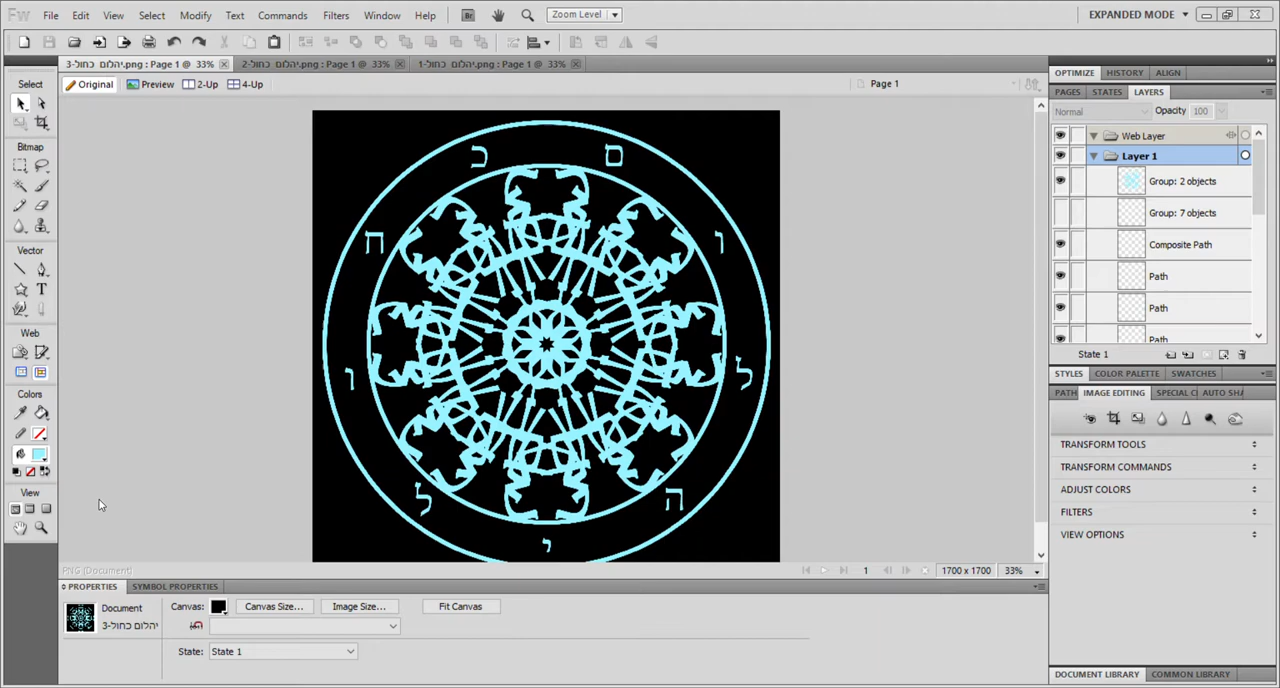 Fw File Edit View Select Modify Text Commands Filters Window Help Br Zoom Level EXPANDED MODE
יהלום כחול-3.png : Page 1 @ 33% יהלום כחול-2.png : Page 1 @ 33% יהלום כחול-1.png : Page 1 @ 33%
Original Preview 2-Up 4-Up Page 1
Select
Bitmap
Vector
T
Web
Colors
View
כ ם
ח ו
ו ל
ל ה
י
OPTIMIZE HISTORY ALIGN
PAGES STATES LAYERS
Normal Opacity 100
Web Layer
Layer 1
Group: 2 objects
Group: 7 objects
Composite Path
Path
Path
Path
State 1
STYLES COLOR PALETTE SWATCHES
PATH IMAGE EDITING SPECIAL C AUTO SHA
TRANSFORM TOOLS
TRANSFORM COMMANDS
ADJUST COLORS
FILTERS
VIEW OPTIONS
PNG (Document) 1 1700 x 1700 33%
PROPERTIES SYMBOL PROPERTIES
Document Canvas: Canvas Size... Image Size... Fit Canvas
יהלום כחול-3
State: State 1
DOCUMENT LIBRARY COMMON LIBRARY